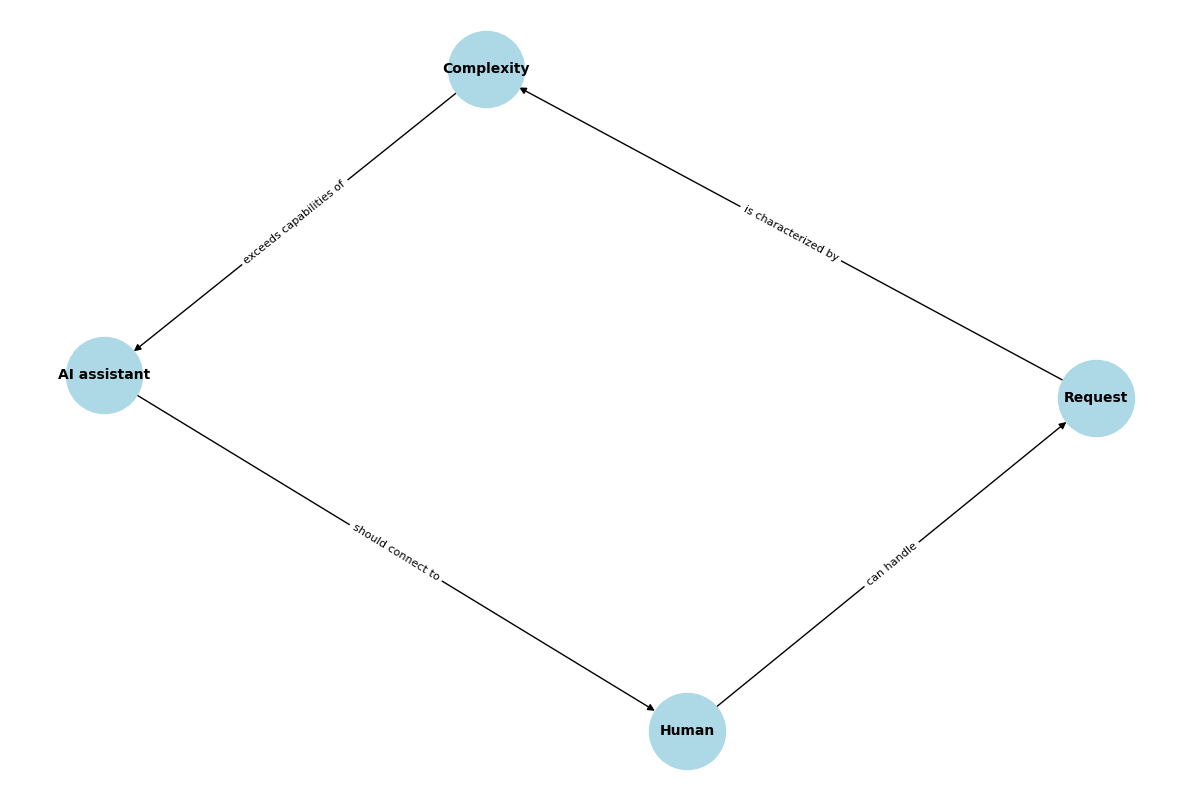 Complexity
exceeds capabilities of
is characterized by
AI assistant
Request
should connect to
can handle
Human